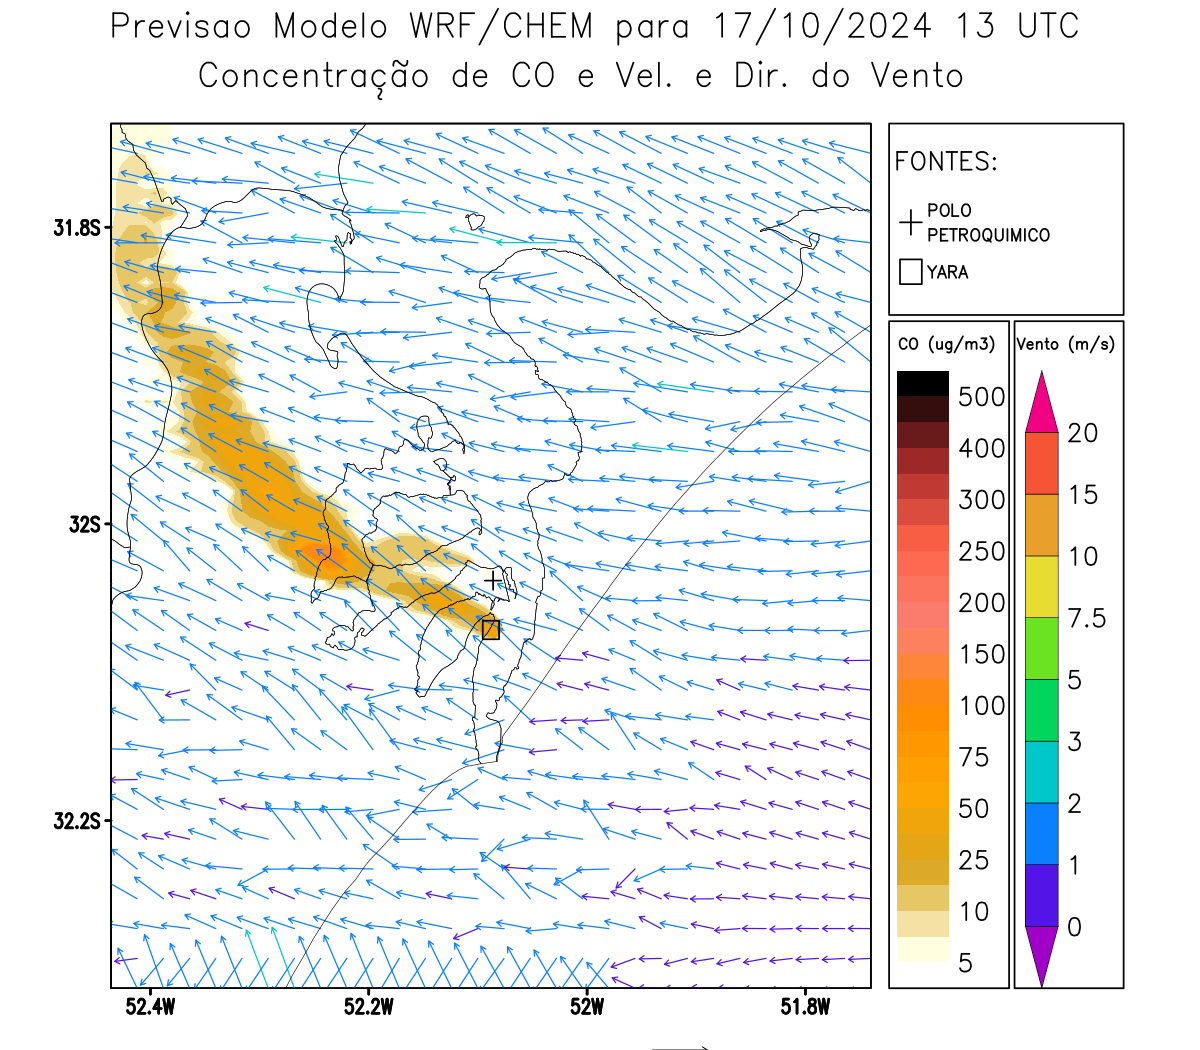 Previsao Modelo WRF/CHEM para 17/10/2024 13 UTC
Concentração de CO e Vel. e Dir. do Vento
FONTES:
POLO
PETROQUIMICO
YARA
CO (ug/m3)
500
400
300
250
200
150
100
75
50
25
10
5
Vento (m/s)
20
15
10
7.5
5
3
2
1
0
31.8S
32S
32.2S
52.4W
52.2W
52W
51.8W